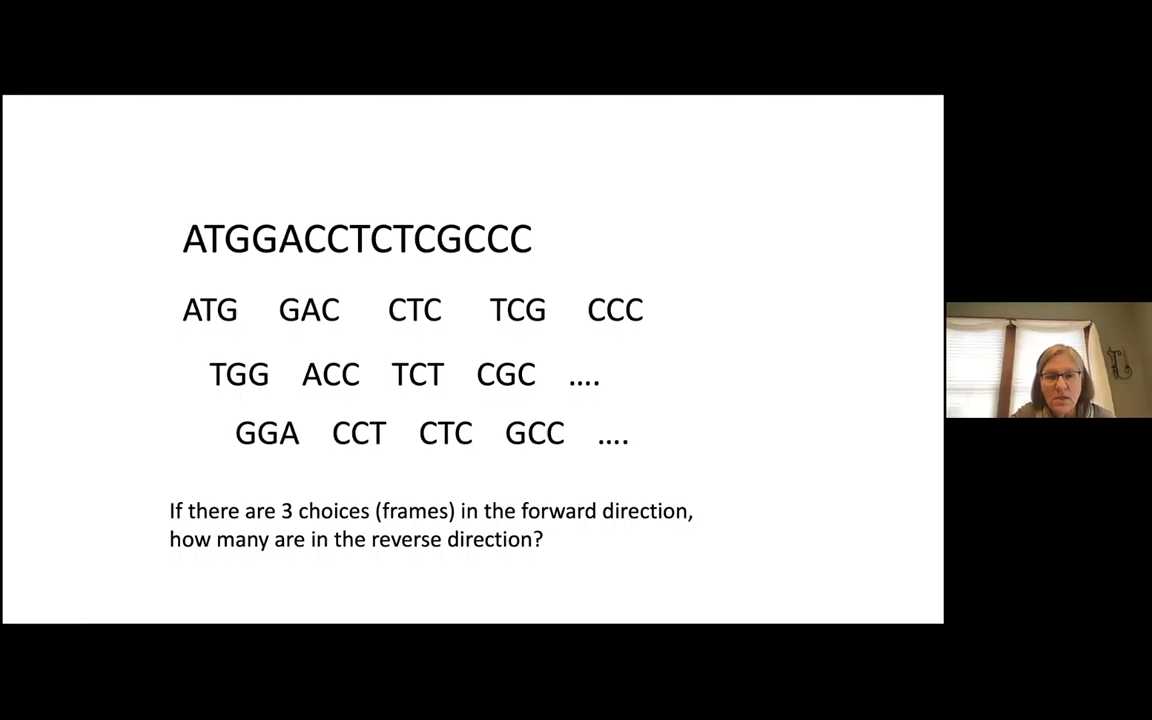 ATGGACCTCTCGCCC
ATG GAC CTC TCG CCC
TGG ACC TCT CGC ....
GGA CCT CTC GCC ....
If there are 3 choices (frames) in the forward direction,
how many are in the reverse direction?